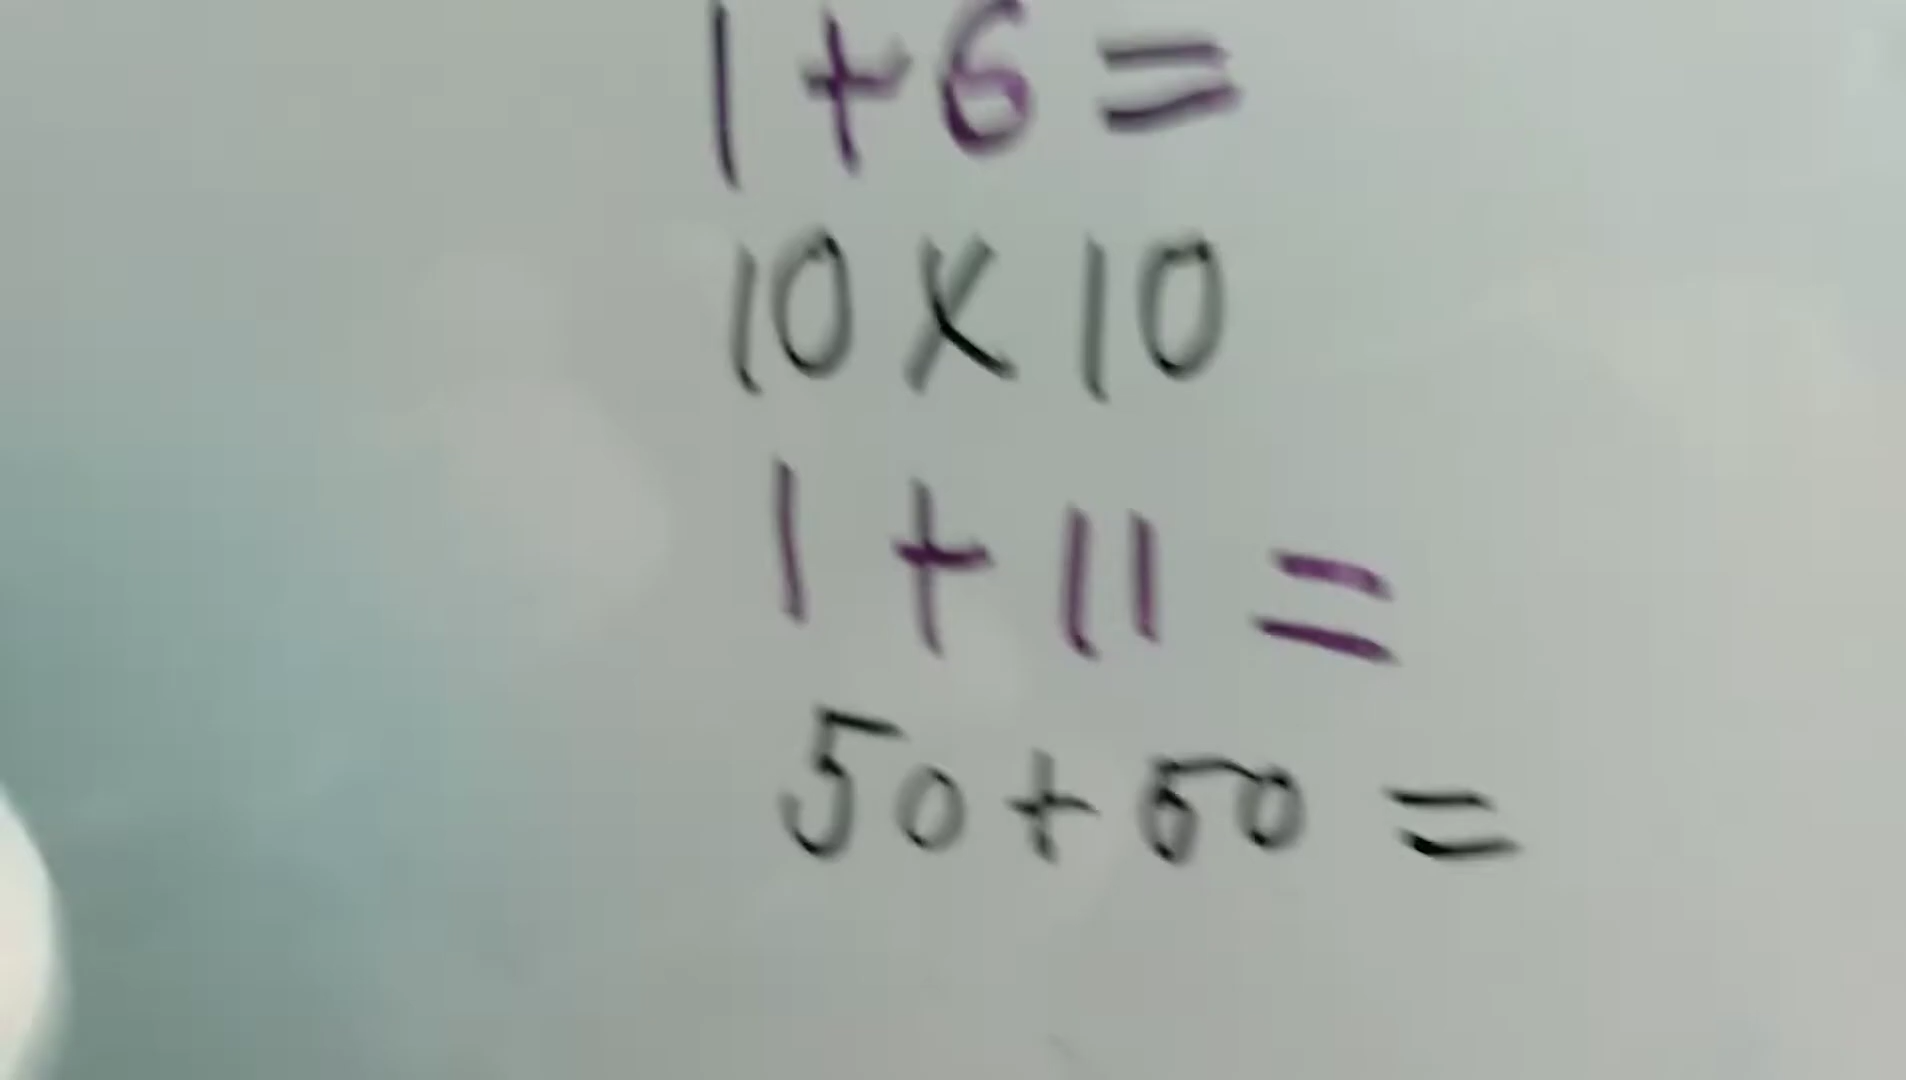 1 + 6 =
10 x 10
1 + 11 =
50 + 50 =